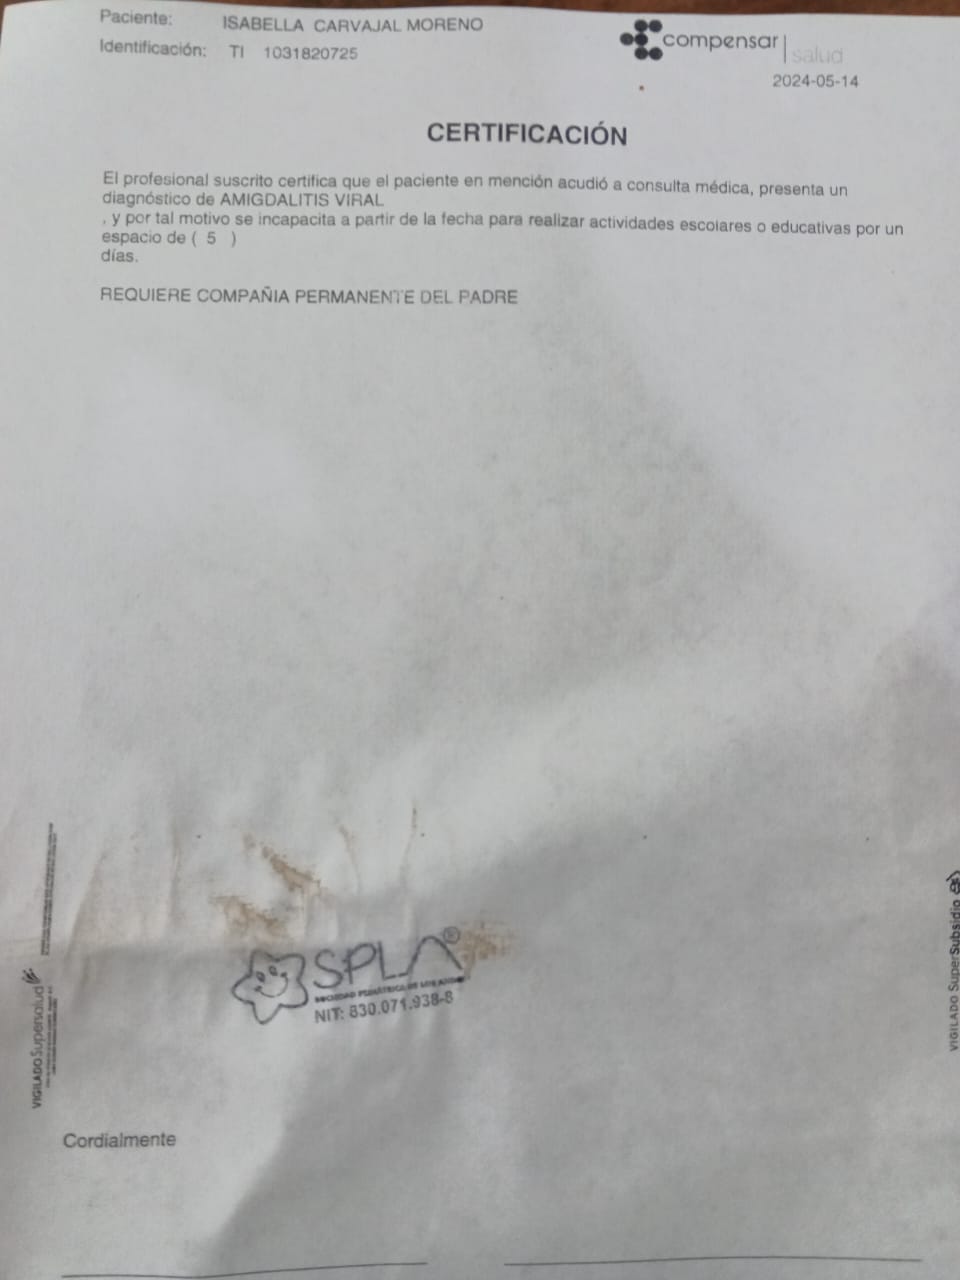 Paciente: ISABELLA CARVAJAL MORENO
Identificación: TI 1031820725
compensar | salud
2024-05-14
CERTIFICACIÓN
El profesional suscrito certifica que el paciente en mención acudió a consulta médica, presenta un
diagnóstico de AMIGDALITIS VIRAL
, y por tal motivo se incapacita a partir de la fecha para realizar actividades escolares o educativas por un
espacio de ( 5 )
días.
REQUIERE COMPAÑIA PERMANENTE DEL PADRE
SPLA®
SOCIEDAD PEDIÁTRICA DE LOS ANDES
NIT: 830.071.938-8
VIGILADO Supersalud
VIGILADO SuperSubsidio
Cordialmente